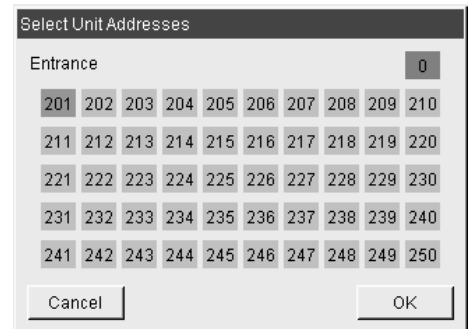 Select Unit Addresses
Entrance 0
201 202 203 204 205 206 207 208 209 210
211 212 213 214 215 216 217 218 219 220
221 222 223 224 225 226 227 228 229 230
231 232 233 234 235 236 237 238 239 240
241 242 243 244 245 246 247 248 249 250
Cancel OK